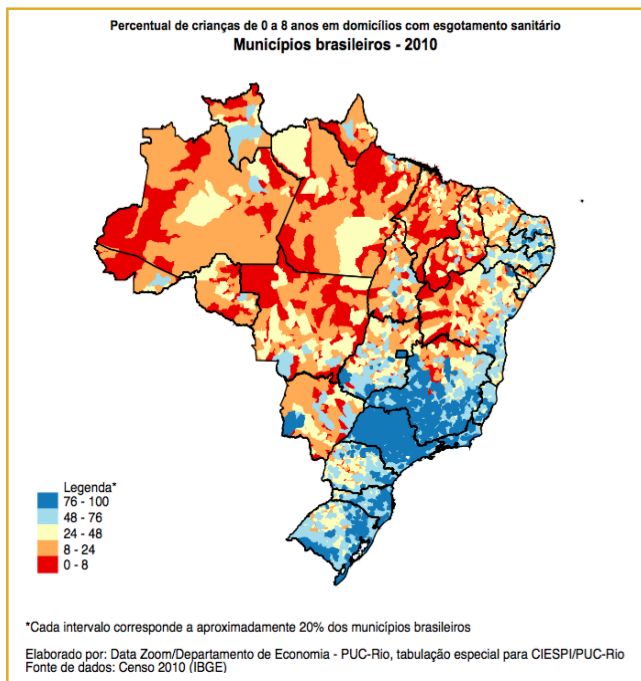 Percentual de crianças de 0 a 8 anos em domicílios com esgotamento sanitário
Municípios brasileiros - 2010
Legenda*
76 - 100
48 - 76
24 - 48
8 - 24
0 - 8
*Cada intervalo corresponde a aproximadamente 20% dos municípios brasileiros
Elaborado por: Data Zoom/Departamento de Economia - PUC-Rio, tabulação especial para CIESPI/PUC-Rio
Fonte de dados: Censo 2010 (IBGE)